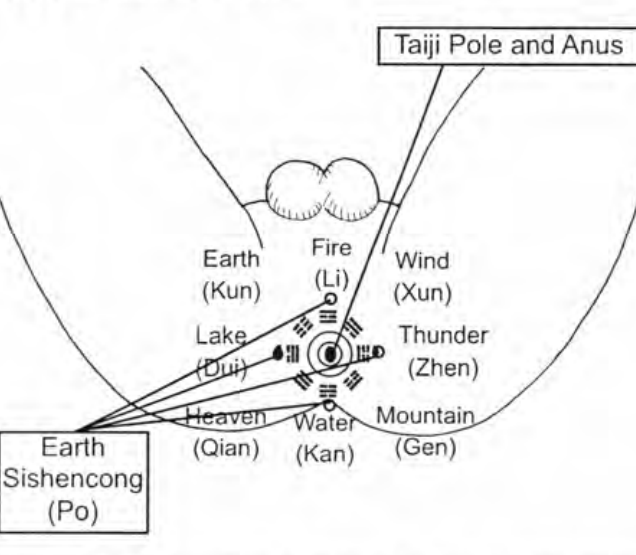 Taiji Pole and Anus
Fire
(Li)
Earth
(Kun)
Wind
(Xun)
Lake
(Dui)
Thunder
(Zhen)
Heaven
(Qian)
Water
(Kan)
Mountain
(Gen)
Earth
Sishencong
(Po)